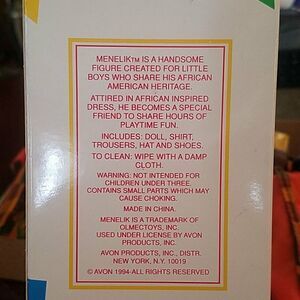 MENELIK™ IS A HANDSOME
FIGURE CREATED FOR LITTLE
BOYS WHO SHARE HIS AFRICAN
AMERICAN HERITAGE.
ATTIRED IN AFRICAN INSPIRED
DRESS, HE BECOMES A SPECIAL
FRIEND TO SHARE HOURS OF
PLAYTIME FUN.
INCLUDES: DOLL, SHIRT,
TROUSERS, HAT AND SHOES.
TO CLEAN: WIPE WITH A DAMP
CLOTH.
WARNING: NOT INTENDED FOR
CHILDREN UNDER THREE.
CONTAINS SMALL PARTS WHICH MAY
CAUSE CHOKING.
MADE IN CHINA.
MENELIK IS A TRADEMARK OF
OLMECTOYS, INC.
USED UNDER LICENSE BY AVON
PRODUCTS, INC.
AVON PRODUCTS, INC., DISTR.
NEW YORK, N.Y. 10019
© AVON 1994-ALL RIGHTS RESERVED